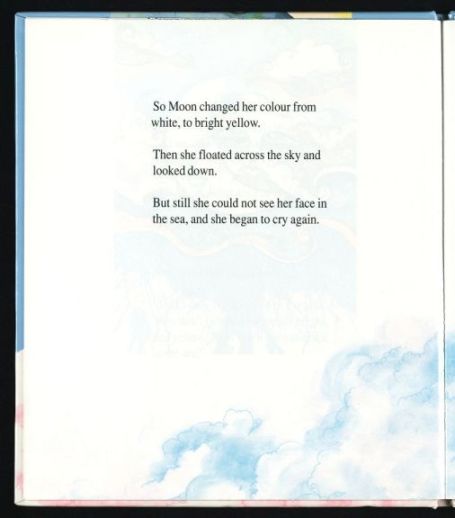 So Moon changed her colour from
white, to bright yellow.
Then she floated across the sky and
looked down.
But still she could not see her face in
the sea, and she began to cry again.